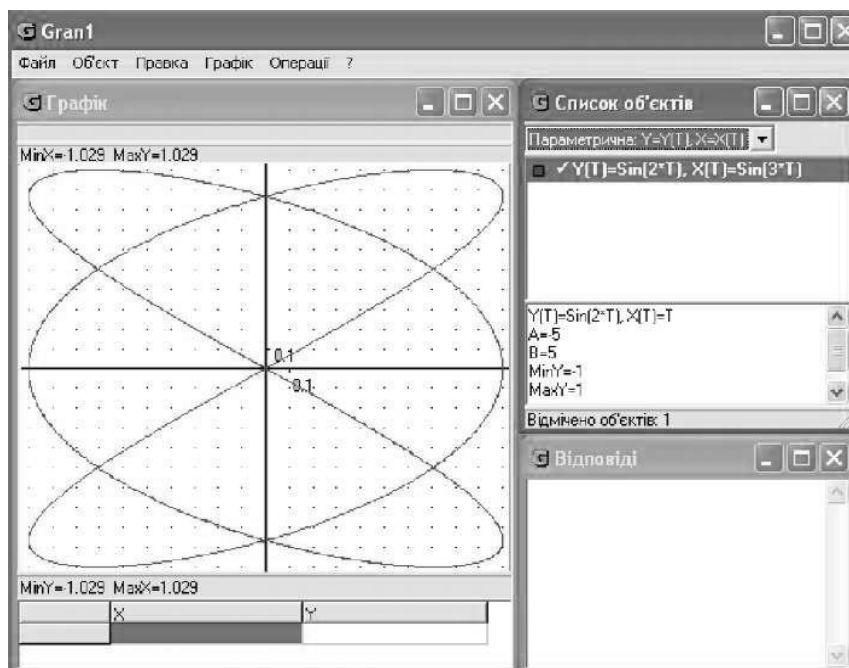 Gran1
Файл Об'єкт Правка Графік Операції ?
Графік
MinX=-1.029 MaxY=1.029
0.1
0.1
MinY=-1.029 MaxX=1.029
X Y
Список об'єктів
Параметрична: Y=Y(T), X=X(T)
Y(T)=Sin(2*T), X(T)=Sin(3*T)
Y(T)=Sin(2*T), X(T)=T
A=-5
B=5
MinY=-1
MaxY=1
Відмічено об'єктів: 1
Відповіді